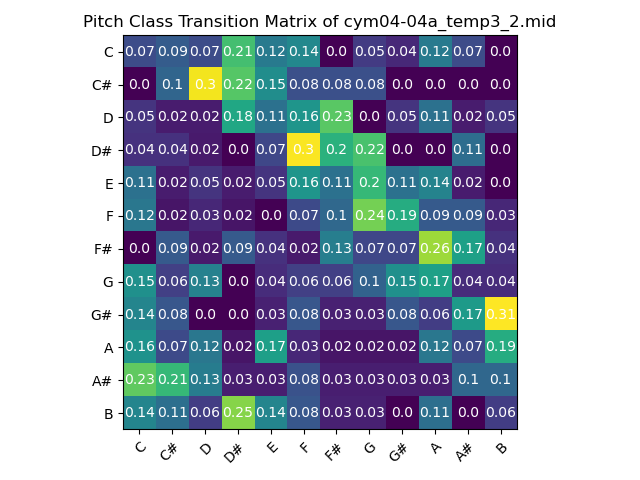 Pitch Class Transition Matrix of cym04-04a_temp3_2.mid
C 0.07 0.09 0.07 0.21 0.12 0.14 0.0 0.05 0.04 0.12 0.07 0.0
C# 0.0 0.1 0.3 0.22 0.15 0.08 0.08 0.08 0.0 0.0 0.0 0.0
D 0.05 0.02 0.02 0.18 0.11 0.16 0.23 0.0 0.05 0.11 0.02 0.05
D# 0.04 0.04 0.02 0.0 0.07 0.3 0.2 0.22 0.0 0.0 0.11 0.0
E 0.11 0.02 0.05 0.02 0.05 0.16 0.11 0.2 0.11 0.14 0.02 0.0
F 0.12 0.02 0.03 0.02 0.0 0.07 0.1 0.24 0.19 0.09 0.09 0.03
F# 0.0 0.09 0.02 0.09 0.04 0.02 0.13 0.07 0.07 0.26 0.17 0.04
G 0.15 0.06 0.13 0.0 0.04 0.06 0.06 0.1 0.15 0.17 0.04 0.04
G# 0.14 0.08 0.0 0.0 0.03 0.08 0.03 0.03 0.08 0.06 0.17 0.31
A 0.16 0.07 0.12 0.02 0.17 0.03 0.02 0.02 0.02 0.12 0.07 0.19
A# 0.23 0.21 0.13 0.03 0.03 0.08 0.03 0.03 0.03 0.03 0.1 0.1
B 0.14 0.11 0.06 0.25 0.14 0.08 0.03 0.03 0.0 0.11 0.0 0.06
C C# D D# E F F# G G# A A# B